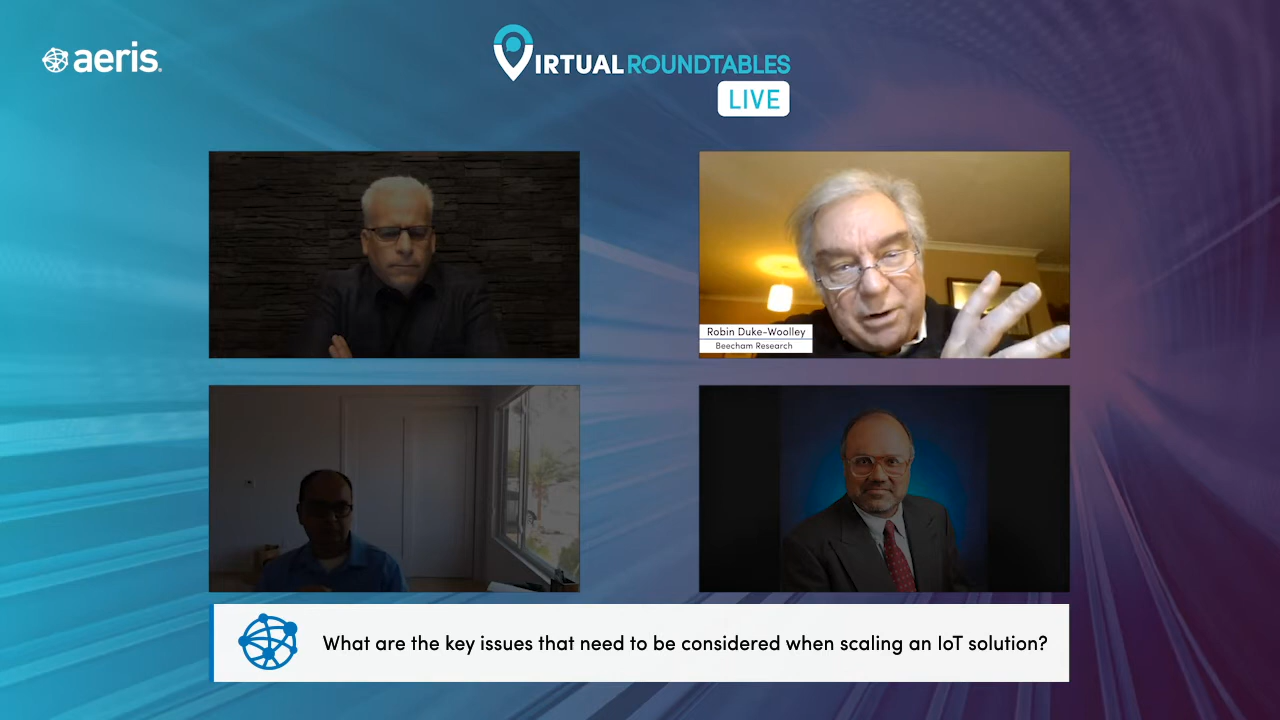 aeris
VIRTUAL ROUNDTABLES
LIVE
Robin Duke-Woolley
Beecham Research
What are the key issues that need to be considered when scaling an IoT solution?